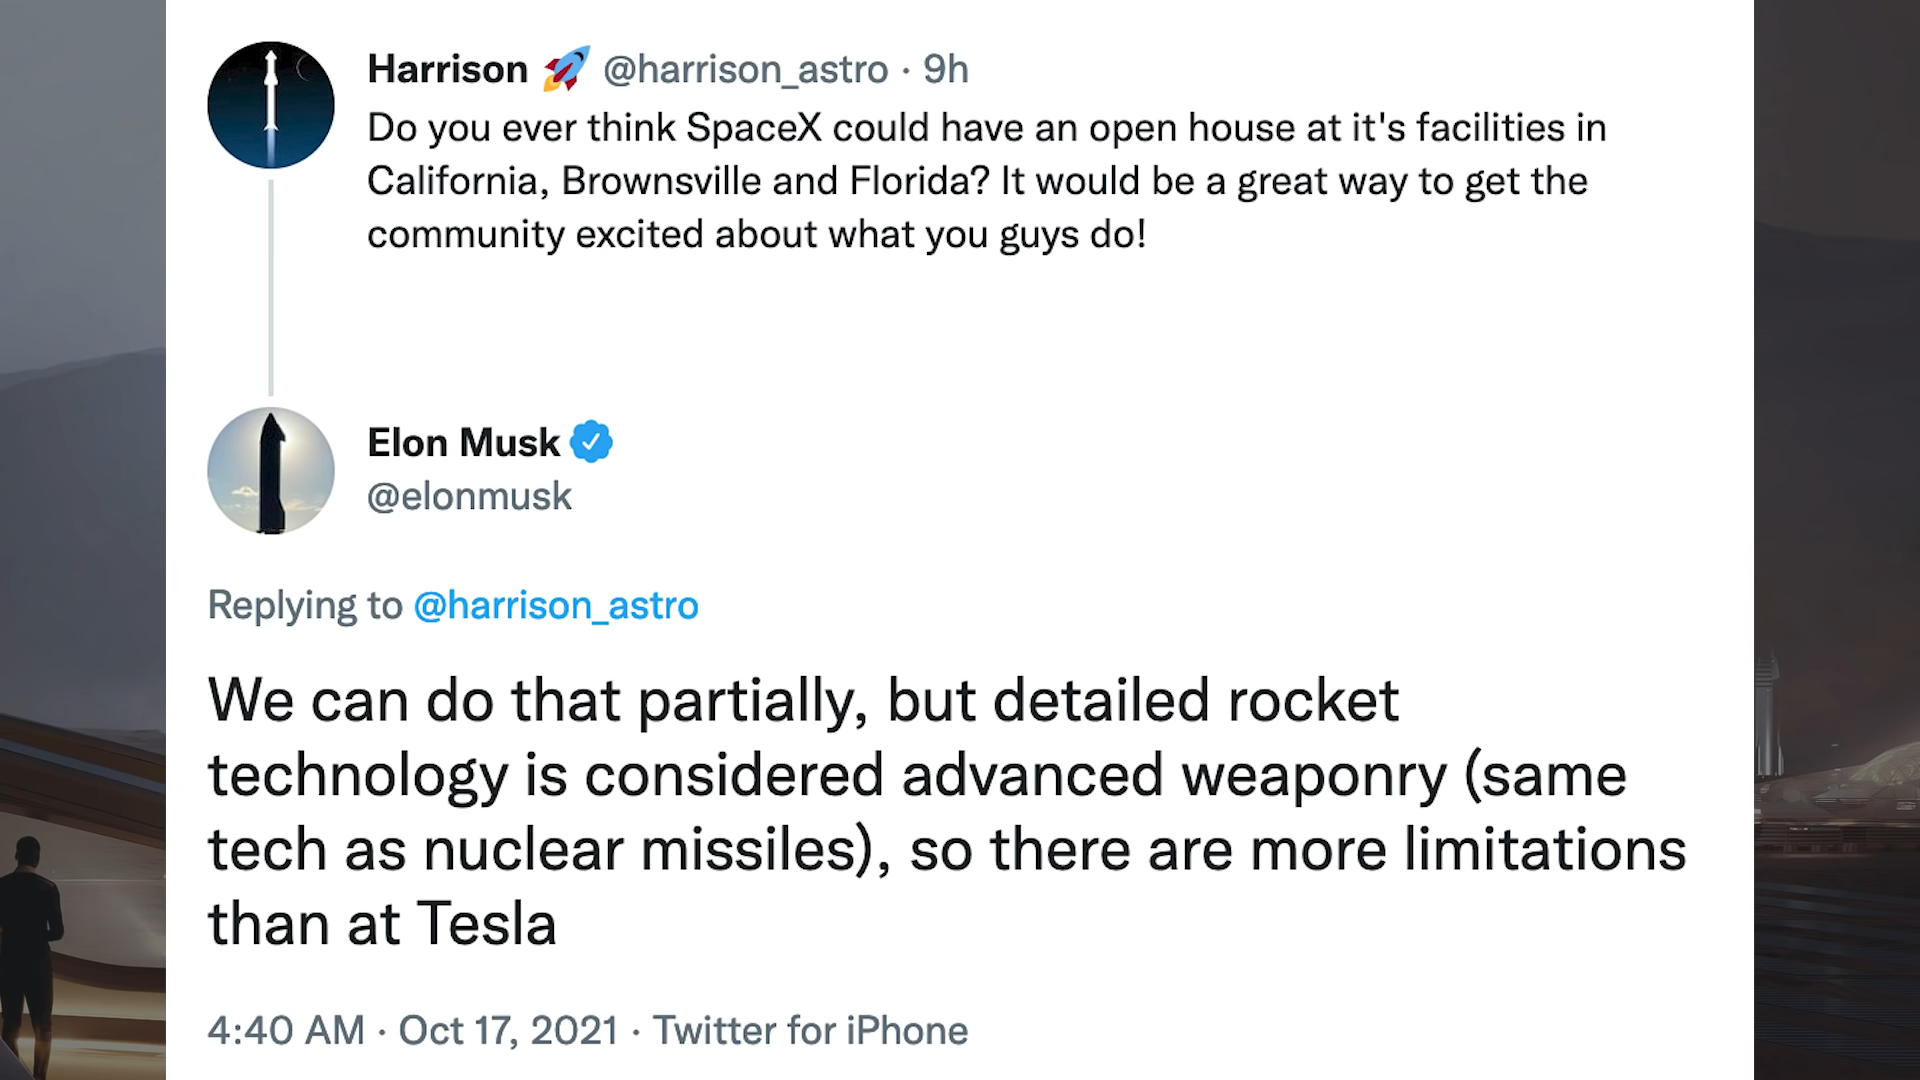 Harrison 🚀 @harrison_astro · 9h
Do you ever think SpaceX could have an open house at it's facilities in
California, Brownsville and Florida? It would be a great way to get the
community excited about what you guys do!
Elon Musk
@elonmusk
Replying to @harrison_astro
We can do that partially, but detailed rocket
technology is considered advanced weaponry (same
tech as nuclear missiles), so there are more limitations
than at Tesla
4:40 AM · Oct 17, 2021 · Twitter for iPhone